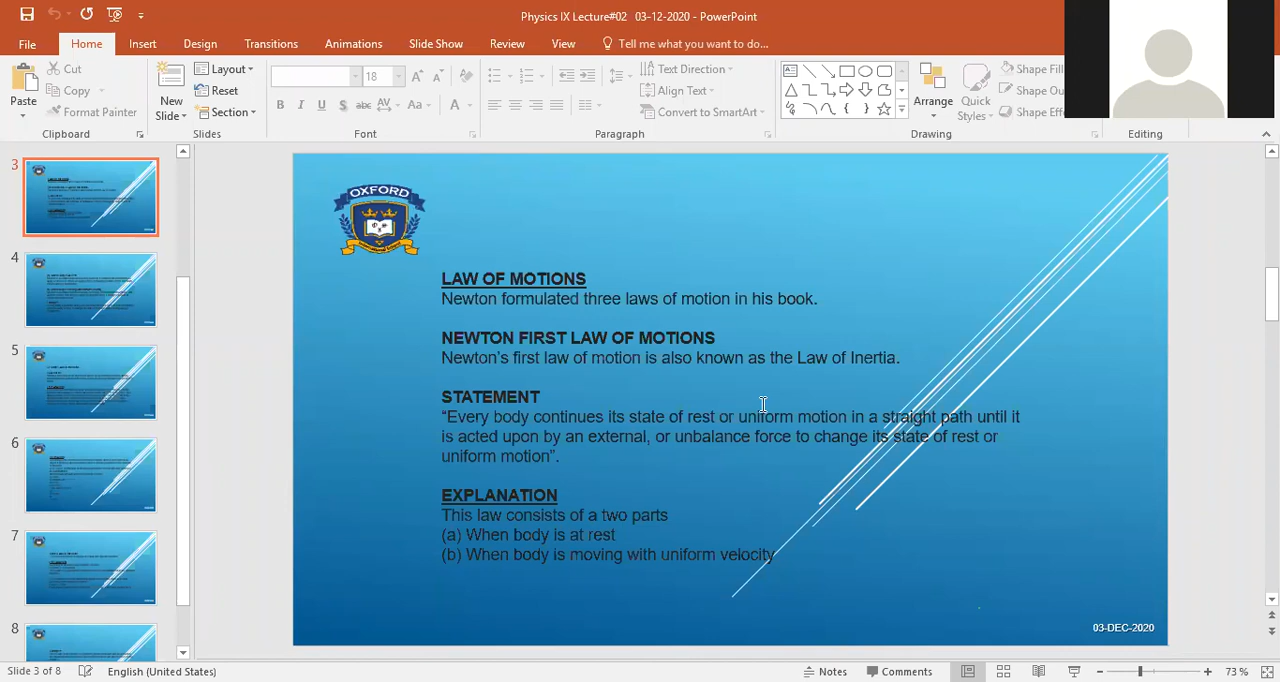 Physics IX Lecture#02 03-12-2020 - PowerPoint
File Home Insert Design Transitions Animations Slide Show Review View Tell me what you want to do...
Paste
Cut
Copy
Format Painter
Clipboard
New
Slide
Layout
Reset
Section
Slides
18
B I U S abc AV Aa A
Font
Text Direction
Align Text
Convert to SmartArt
Paragraph
Arrange
Quick
Styles
Shape Fill
Shape Ou
Shape Effe
Drawing
Editing
3
4
5
6
7
8
OXFORD
LAW OF MOTIONS
Newton formulated three laws of motion in his book.
NEWTON FIRST LAW OF MOTIONS
Newton's first law of motion is also known as the Law of Inertia.
STATEMENT
“Every body continues its state of rest or uniform motion in a straight path until it
is acted upon by an external, or unbalance force to change its state of rest or
uniform motion”.
EXPLANATION
This law consists of a two parts
(a) When body is at rest
(b) When body is moving with uniform velocity
03-DEC-2020
Slide 3 of 8 English (United States) Notes Comments 73 %